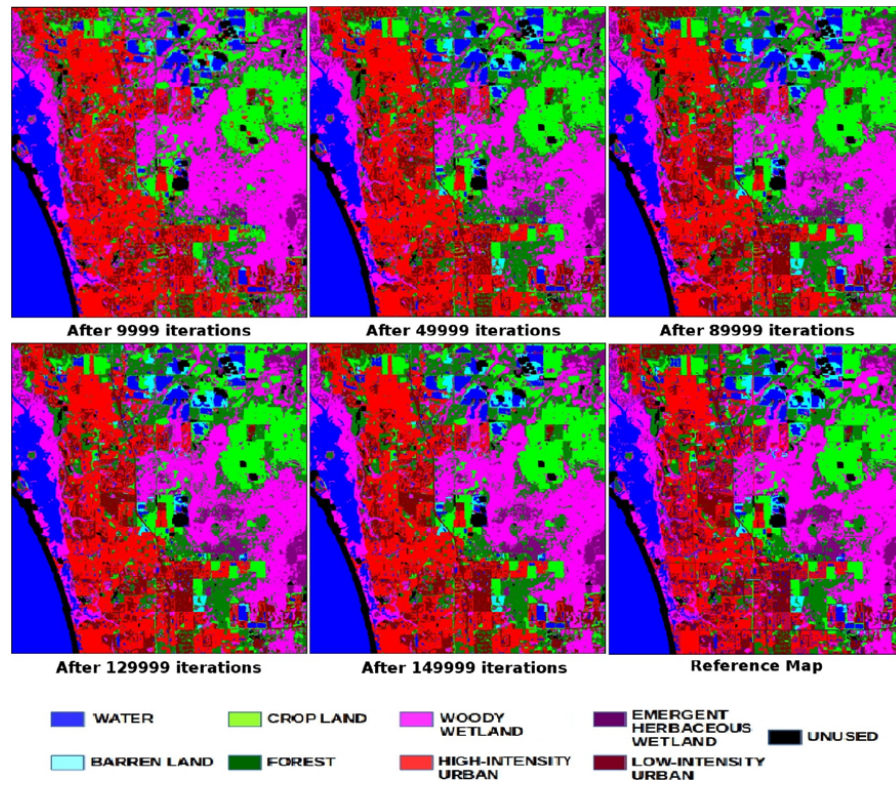 After 9999 iterations
After 49999 iterations
After 89999 iterations
After 129999 iterations
After 149999 iterations
Reference Map
WATER
CROP LAND
WOODY
WETLAND
EMERGENT
HERBACEOUS
WETLAND
UNUSED
BARREN LAND
FOREST
HIGH-INTENSITY
URBAN
LOW-INTENSITY
URBAN